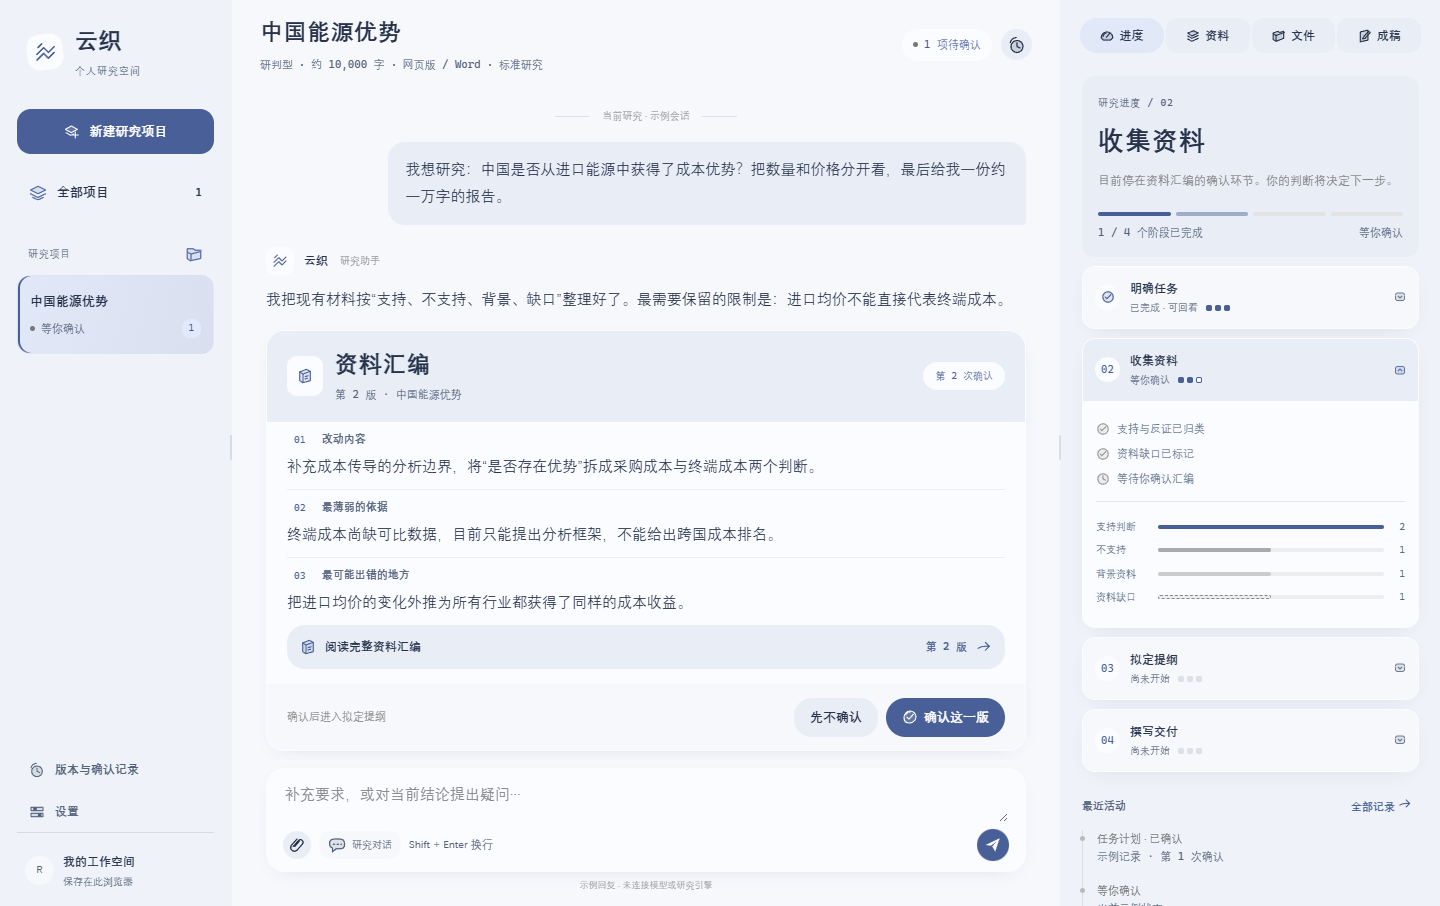 云织
个人研究空间
新建研究项目
全部项目 1
研究项目
中国能源优势
等你确认 1
版本与确认记录
设置
R
我的工作空间
保存在此浏览器
中国能源优势
研判型 · 约 10,000 字 · 网页版 / Word · 标准研究
1 项待确认
当前研究 · 示例会话
我想研究：中国是否从进口能源中获得了成本优势？把数量和价格分开看，最后给我一份约
一万字的报告。
云织 研究助手
我把现有材料按“支持、不支持、背景、缺口”整理好了。最需要保留的限制是：进口均价不能直接代表终端成本。
资料汇编
第 2 版 · 中国能源优势
第 2 次确认
01 改动内容
补充成本传导的分析边界，将“是否存在优势”拆成采购成本与终端成本两个判断。
02 最薄弱的依据
终端成本尚缺可比数据，目前只能提出分析框架，不能给出跨国成本排名。
03 最可能出错的地方
把进口均价的变化外推为所有行业都获得了同样的成本收益。
阅读完整资料汇编 第 2 版
确认后进入拟定提纲
先不确认
确认这一版
补充要求，或对当前结论提出疑问…
研究对话
Shift + Enter 换行
示例回复 · 未连接模型或研究引擎
进度
资料
文件
成稿
研究进度 / 02
收集资料
目前停在资料汇编的确认环节。你的判断将决定下一步。
1 / 4 个阶段已完成 等你确认
明确任务
已完成 · 可回看
02 收集资料
等你确认
支持与反证已归类
资料缺口已标记
等待你确认汇编
支持判断 2
不支持 1
背景资料 1
资料缺口 1
03 拟定提纲
尚未开始
04 撰写交付
尚未开始
最近活动 全部记录
任务计划 · 已确认
示例记录 · 第 1 次确认
等你确认